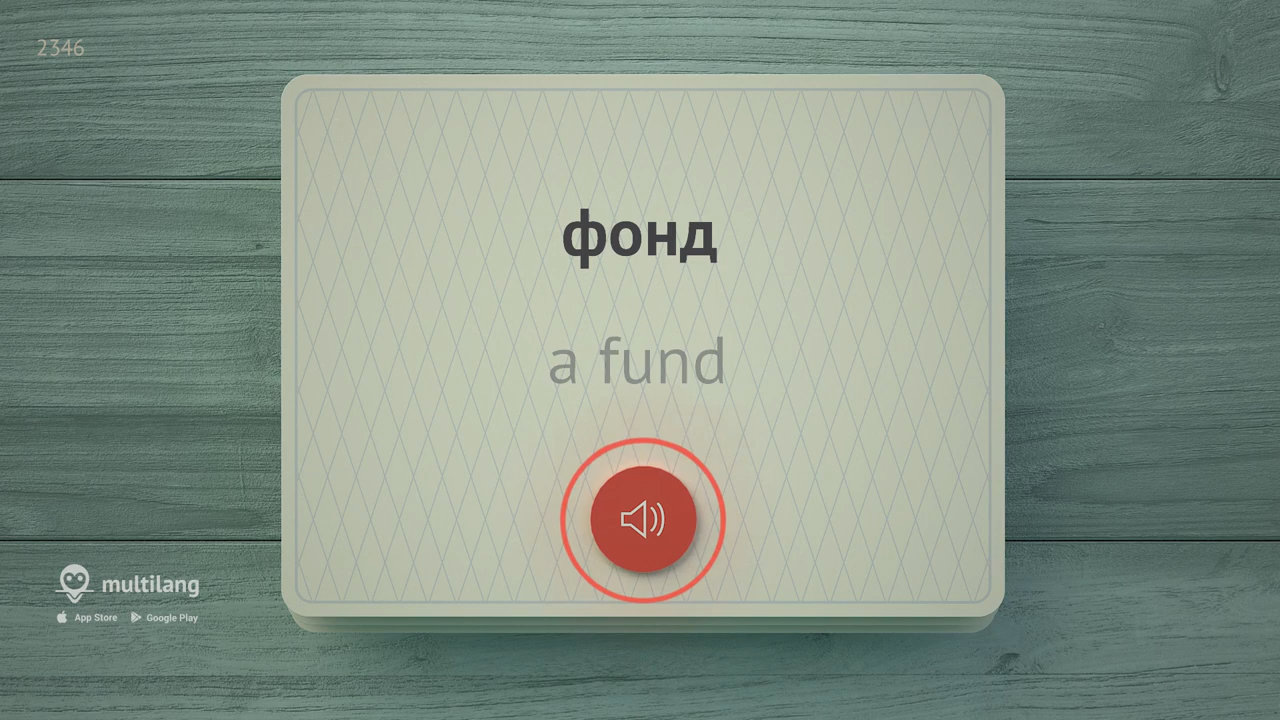 2346
фонд
a fund
multilang
App Store
Google Play